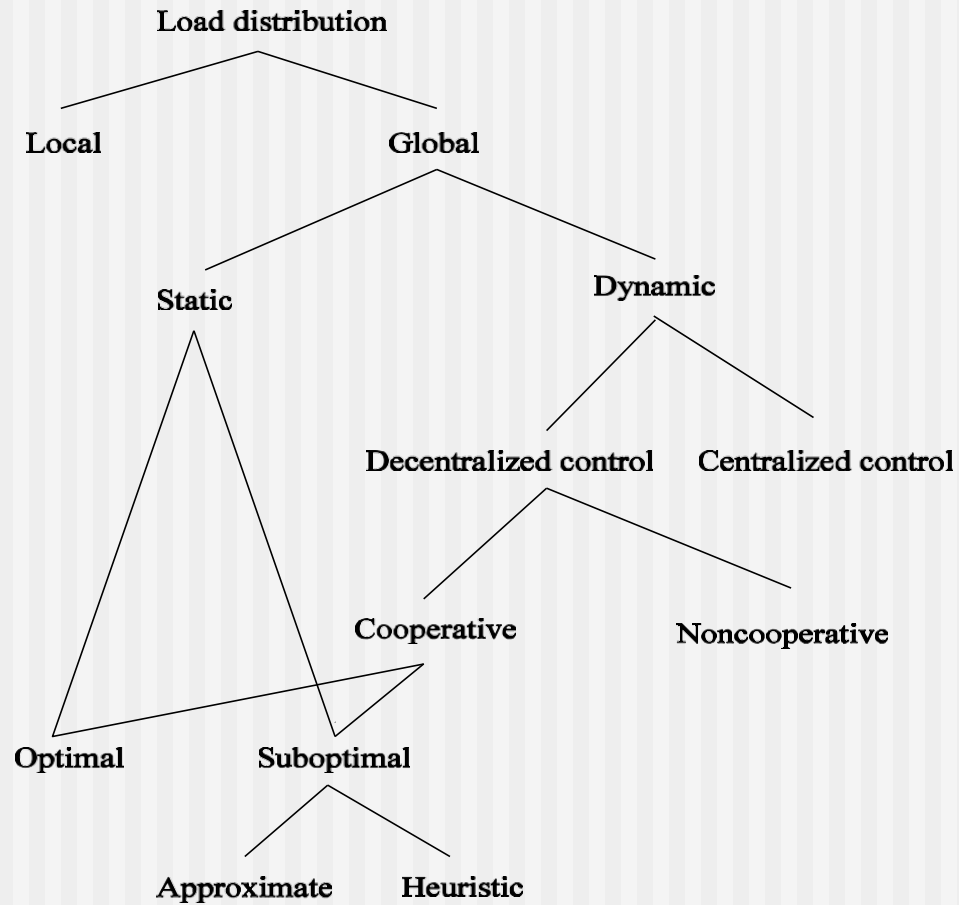 Load distribution
Local
Global
Static
Dynamic
Decentralized control
Centralized control
Cooperative
Noncooperative
Optimal
Suboptimal
Approximate
Heuristic